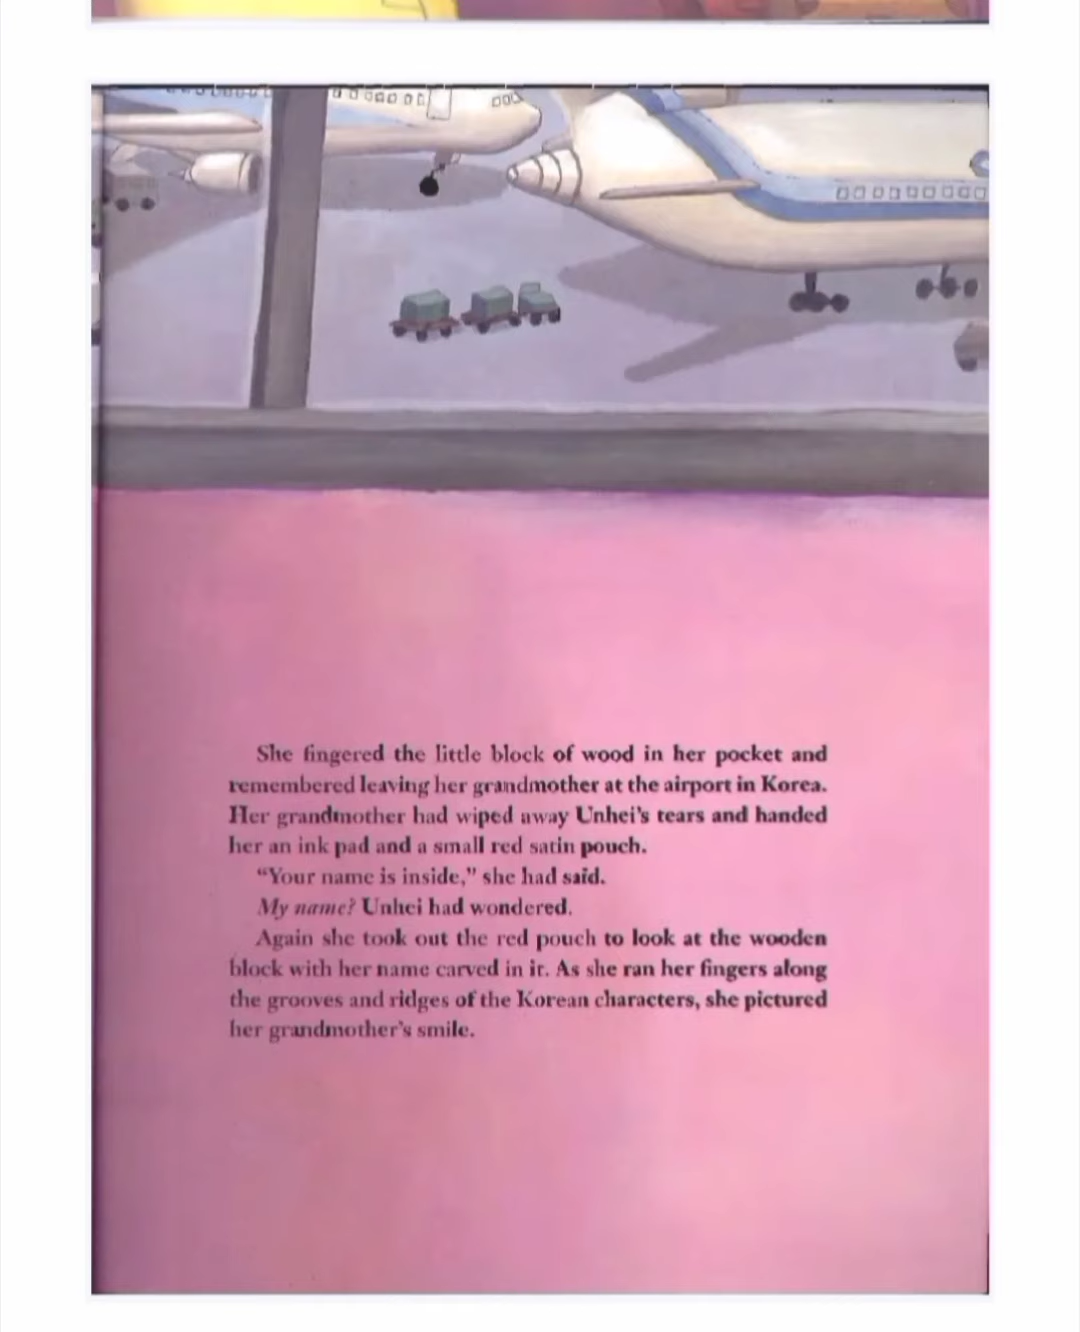 She fingered the little block of wood in her pocket and
remembered leaving her grandmother at the airport in Korea.
Her grandmother had wiped away Unhei's tears and handed
her an ink pad and a small red satin pouch.
“Your name is inside,” she had said.
My name? Unhei had wondered.
Again she took out the red pouch to look at the wooden
block with her name carved in it. As she ran her fingers along
the grooves and ridges of the Korean characters, she pictured
her grandmother's smile.